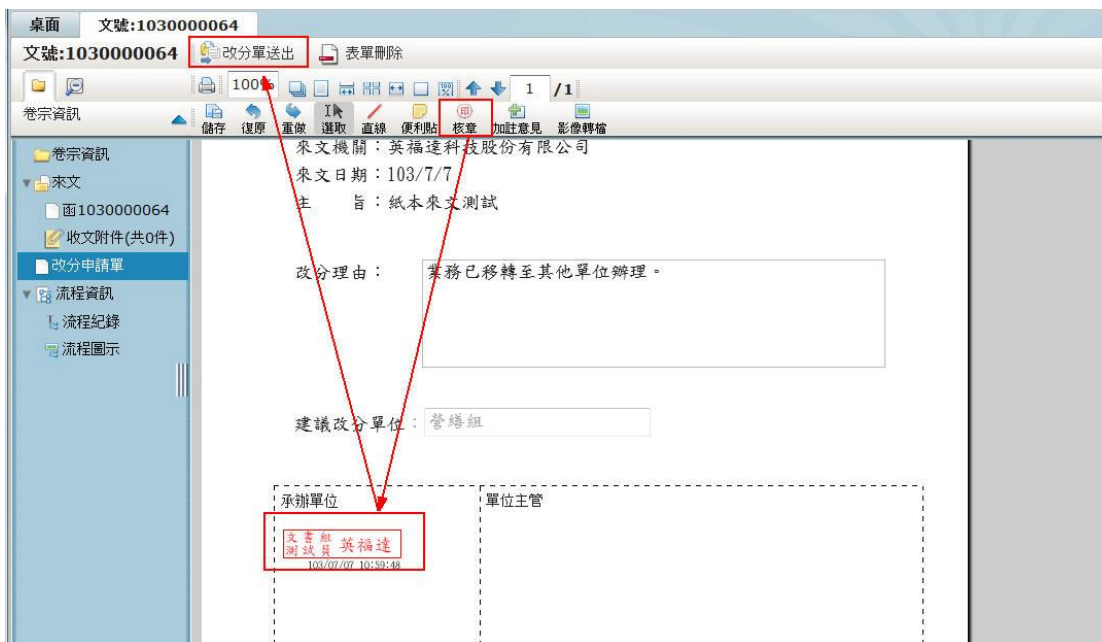 桌面 文號:1030000064
文號:1030000064 改分單送出 表單刪除
100% 1 /1
卷宗資訊 儲存 復原 重做 選取 直線 便利貼 核章 加註意見 影像轉檔
卷宗資訊
來文
函1030000064
收文附件(共0件)
改分申請單
流程資訊
流程紀錄
流程圖示
來文機關：英福達科技股份有限公司
來文日期：103/7/7
主 旨：紙本來文測試
改分理由： 業務已移轉至其他單位辦理。
建議改分單位： 營繕組
承辦單位 單位主管
文書組
測試員 英福達
103/07/07 10:59:48